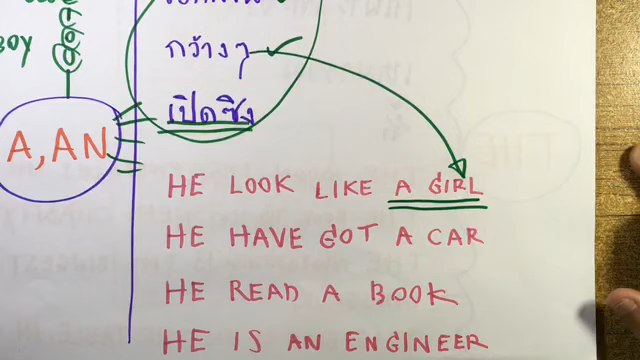 BOY
กว้างๆ
เปิดซิง
A, AN
HE LOOK LIKE A GIRL
HE HAVE GOT A CAR
HE READ A BOOK
HE IS AN ENGINEER